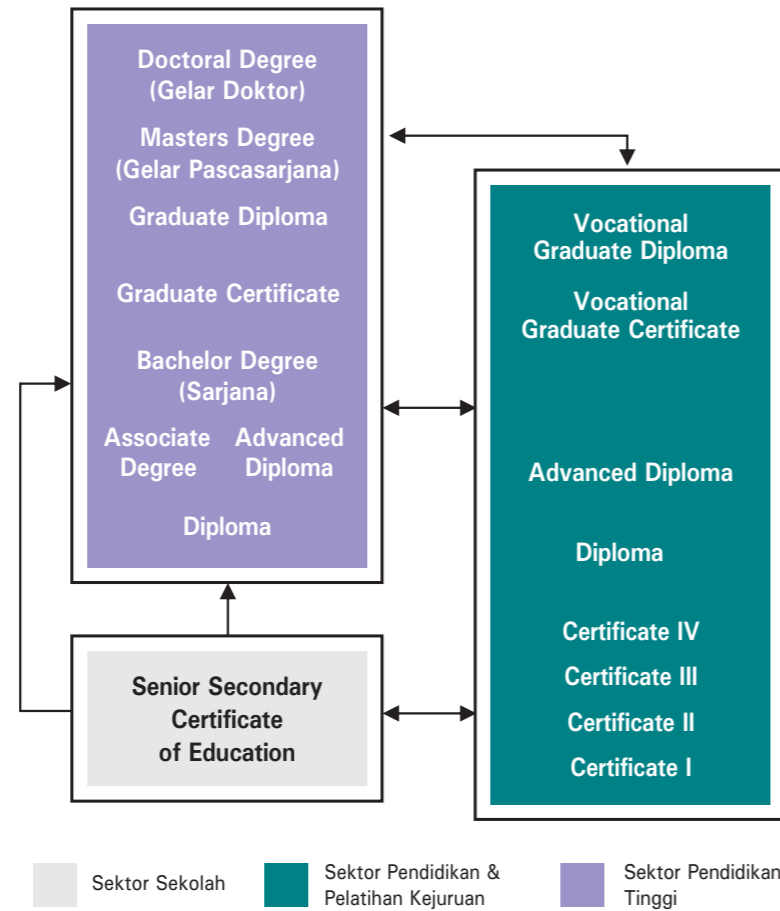 Doctoral Degree
(Gelar Doktor)
Masters Degree
(Gelar Pascasarjana)
Graduate Diploma
Graduate Certificate
Bachelor Degree
(Sarjana)
Associate
Degree
Advanced
Diploma
Diploma
Vocational
Graduate Diploma
Vocational
Graduate Certificate
Advanced Diploma
Diploma
Certificate IV
Certificate III
Certificate II
Certificate I
Senior Secondary
Certificate
of Education
Sektor Sekolah
Sektor Pendidikan &
Pelatihan Kejuruan
Sektor Pendidikan
Tinggi